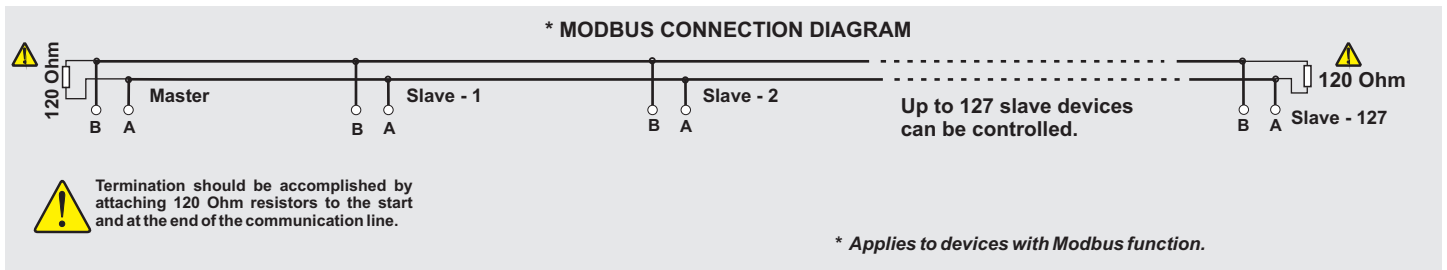 * MODBUS CONNECTION DIAGRAM
120 Ohm
B A
Master
B A
Slave - 1
B A
Slave - 2
Up to 127 slave devices
can be controlled.
B A
Slave - 127
120 Ohm
Termination should be accomplished by
attaching 120 Ohm resistors to the start
and at the end of the communication line.
* Applies to devices with Modbus function.